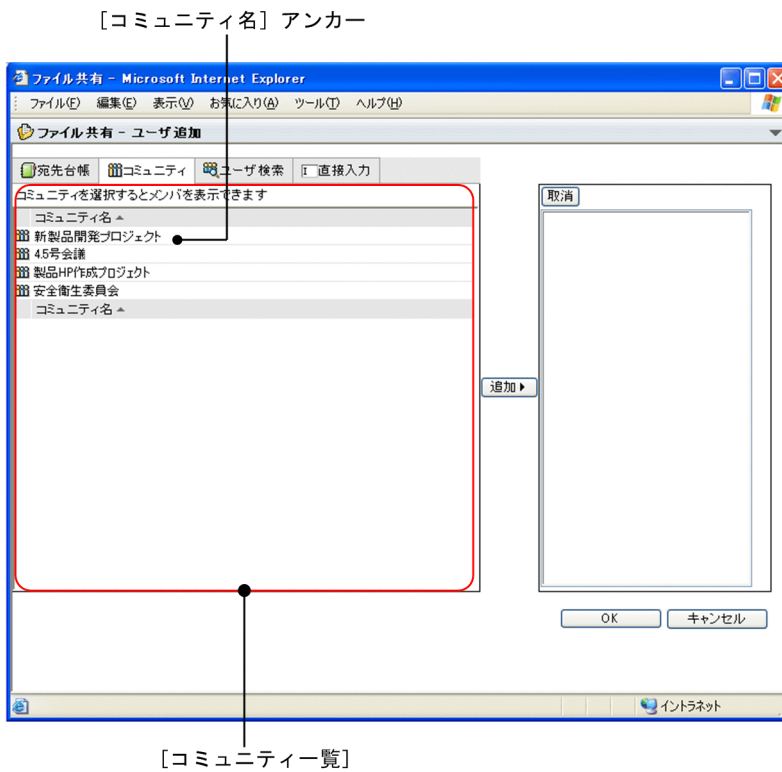 [コミュニティ名] アンカー
ファイル共有 - Microsoft Internet Explorer
ファイル(F) 編集(E) 表示(V) お気に入り(A) ツール(T) ヘルプ(H)
ファイル共有 - ユーザ追加
宛先台帳 コミュニティ ユーザ検索 直接入力
コミュニティを選択するとメンバを表示できます
コミュニティ名
新製品開発プロジェクト
4.5号会議
製品HP作成プロジェクト
安全衛生委員会
コミュニティ名
追加
取消
OK キャンセル
イントラネット
[コミュニティ一覧]